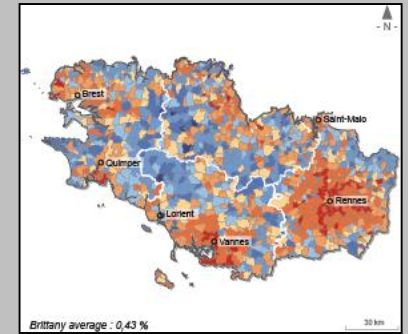 - N -
Brest
Saint-Malo
Quimper
Rennes
Lorient
Vannes
Brittany average : 0,43 %
30 km